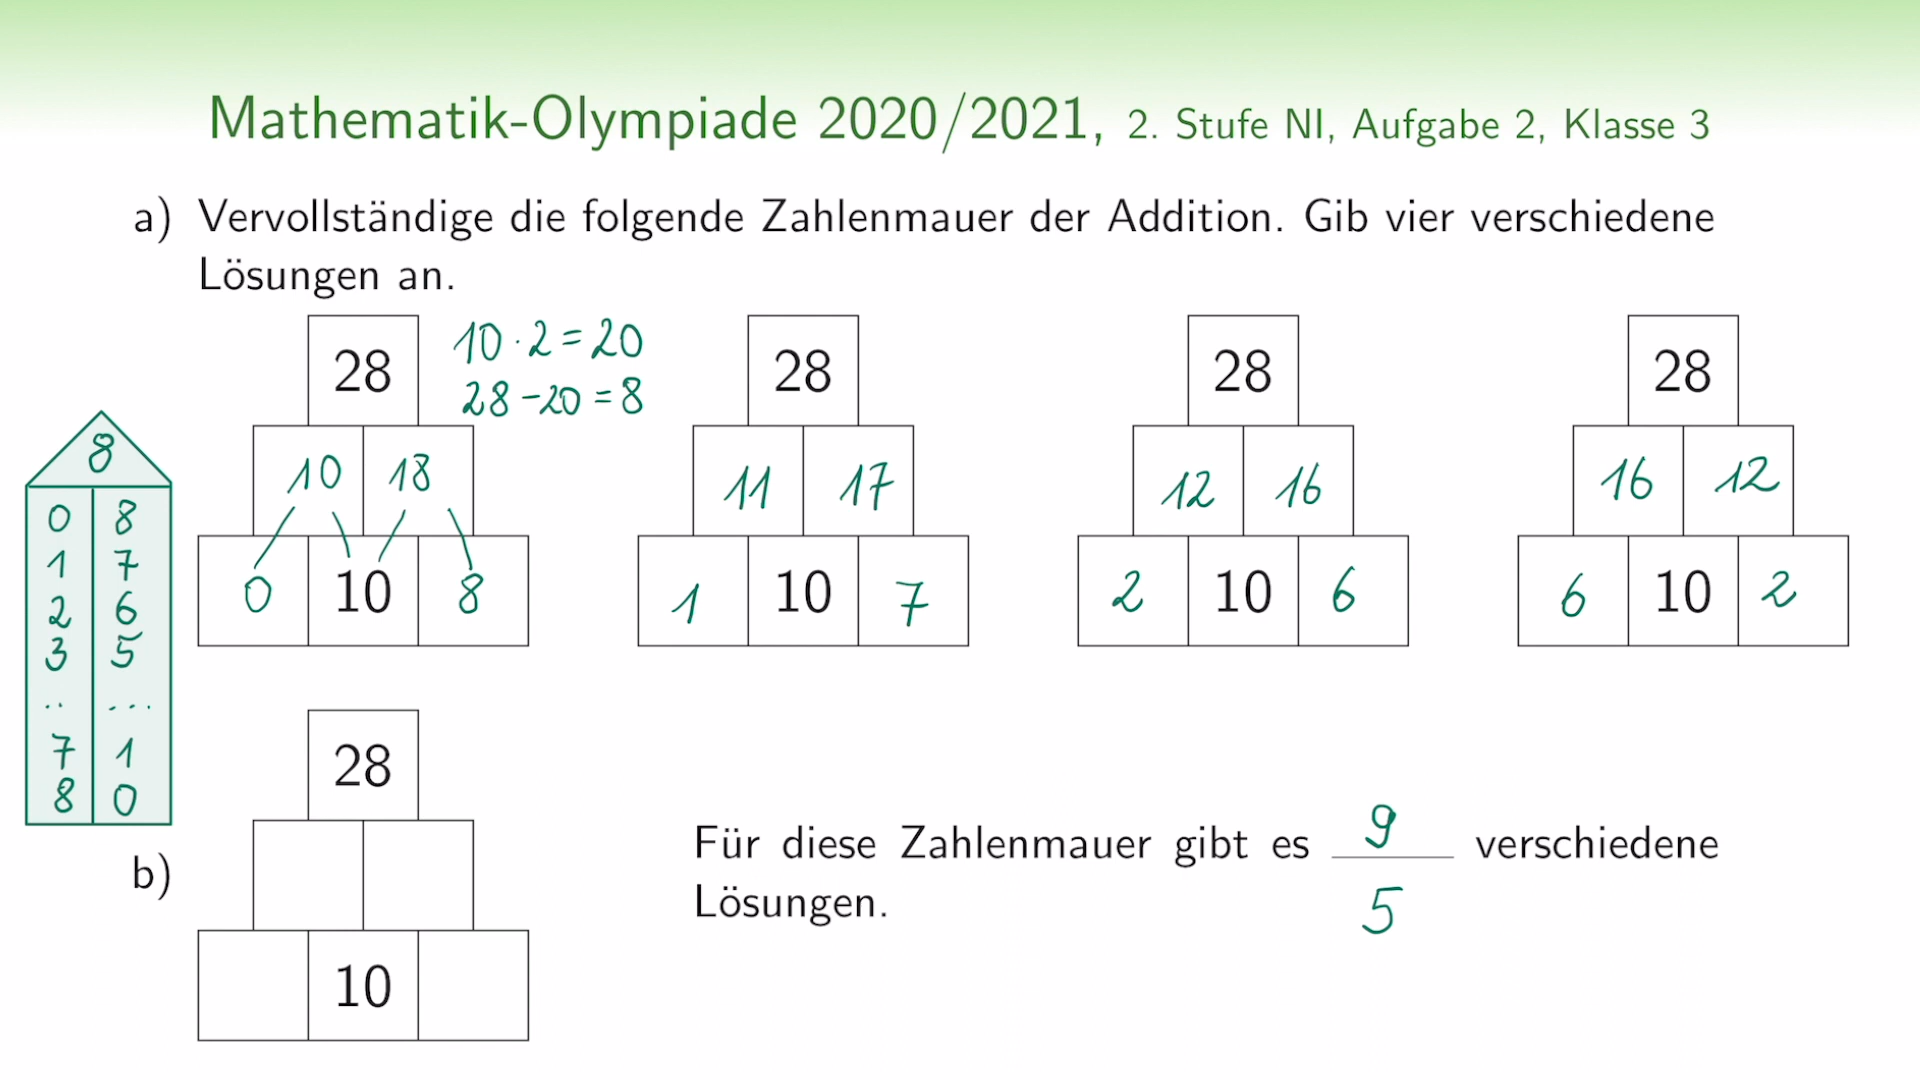 Mathematik-Olympiade 2020/2021, 2. Stufe NI, Aufgabe 2, Klasse 3
a) Vervollständige die folgende Zahlenmauer der Addition. Gib vier verschiedene
Lösungen an.
28
10 18
0 10 8
10 · 2 = 20
28 - 20 = 8
28
11 17
1 10 7
28
12 16
2 10 6
28
16 12
6 10 2
8
0 8
1 7
2 6
3 5
.. ...
7 1
8 0
b)
28
10
Für diese Zahlenmauer gibt es 9 verschiedene
Lösungen.
5